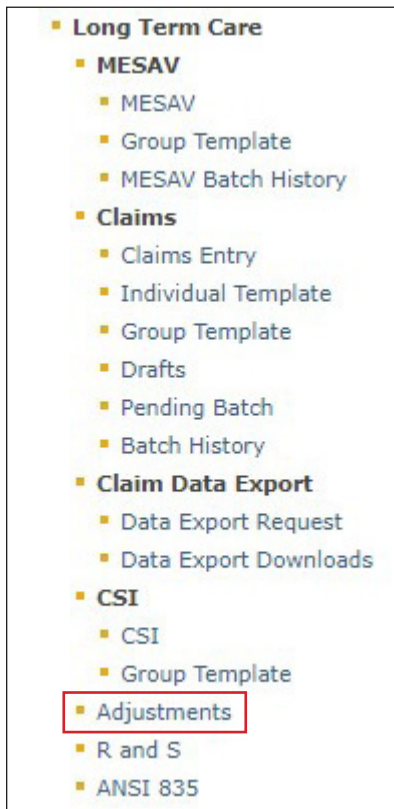 Long Term Care
MESAV
MESAV
Group Template
MESAV Batch History
Claims
Claims Entry
Individual Template
Group Template
Drafts
Pending Batch
Batch History
Claim Data Export
Data Export Request
Data Export Downloads
CSI
CSI
Group Template
Adjustments
R and S
ANSI 835